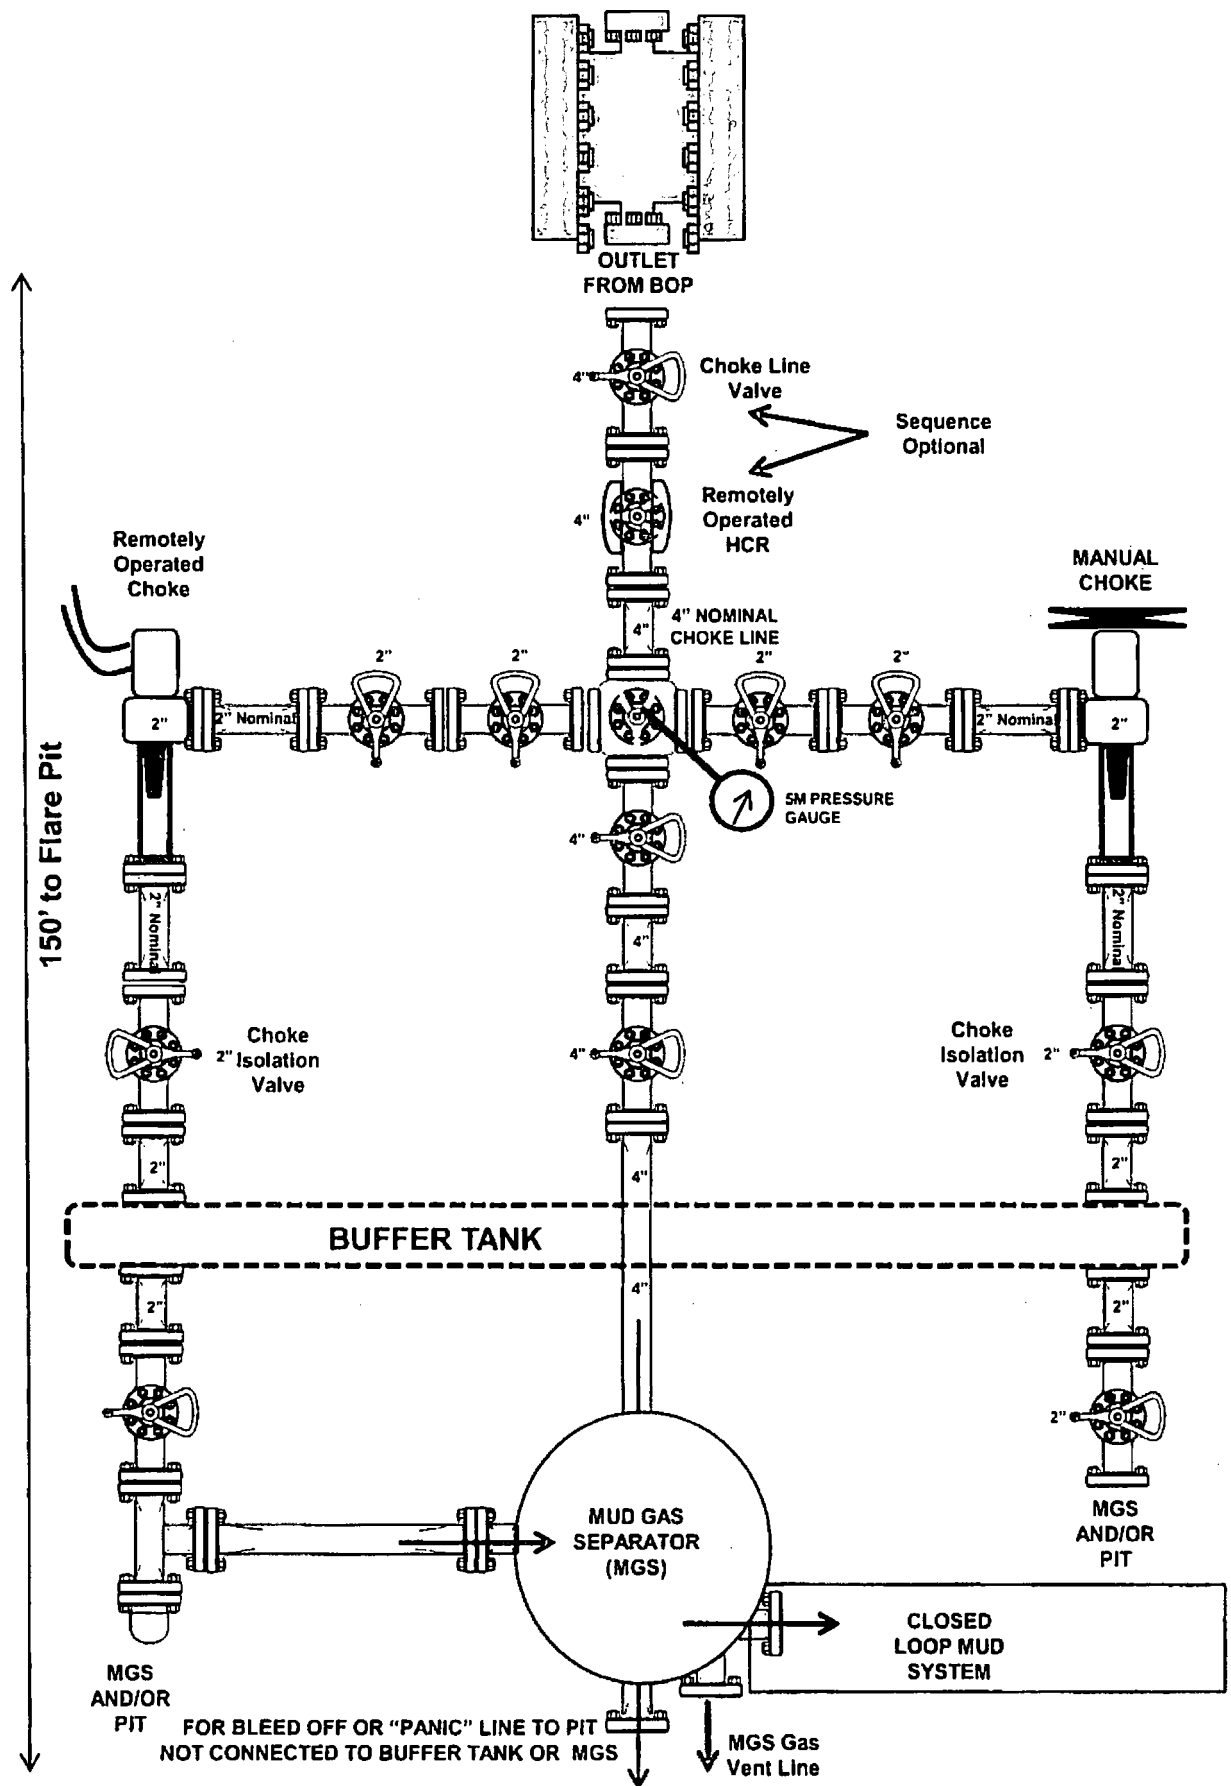 OUTLET
FROM BOP
4"
Choke Line
Valve
Sequence
Optional
4"
Remotely
Operated
HCR
Remotely
Operated
Choke
MANUAL
CHOKE
4"
4" NOMINAL
CHOKE LINE
2"
2"
2"
2"
2"
2" Nominal
2" Nominal
2"
5M PRESSURE
GAUGE
150' to Flare Pit
4"
2" Nominal
4"
2" Nominal
2"
Choke
Isolation
Valve
4"
Choke
Isolation
Valve
2"
2"
4"
2"
BUFFER TANK
2"
4"
2"
2"
MUD GAS
SEPARATOR
(MGS)
MGS
AND/OR
PIT
CLOSED
LOOP MUD
SYSTEM
MGS
AND/OR
PIT
FOR BLEED OFF OR "PANIC" LINE TO PIT
NOT CONNECTED TO BUFFER TANK OR MGS
MGS Gas
Vent Line